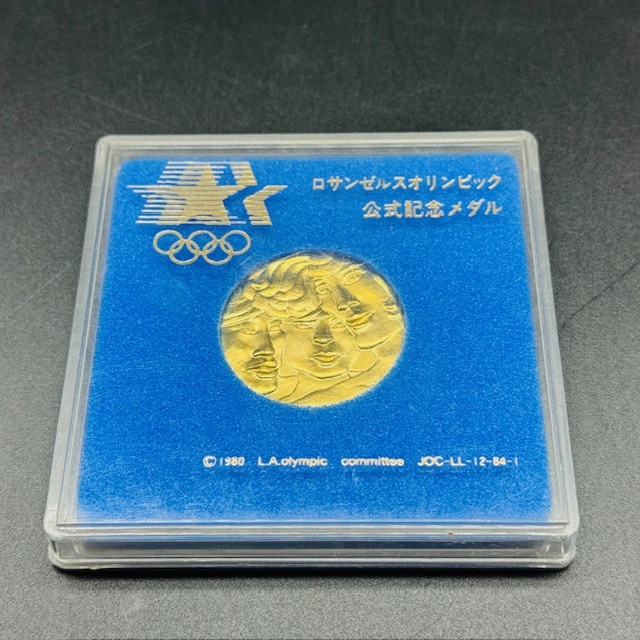 ロサンゼルスオリンピック
公式記念メダル
©1980 L.A.olympic committee JOC-LL-12-84-1